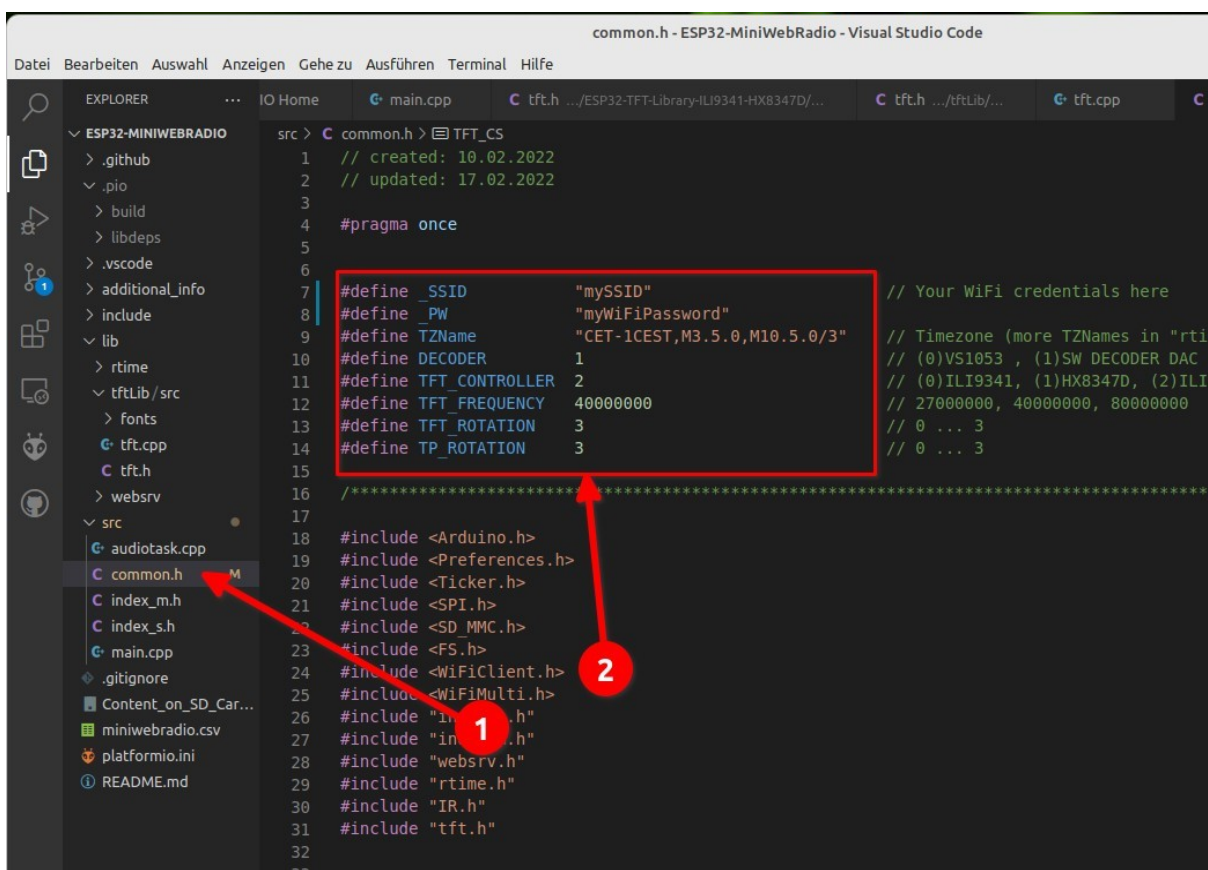 common.h - ESP32-MiniWebRadio - Visual Studio Code
Datei Bearbeiten Auswahl Anzeigen Gehe zu Ausführen Terminal Hilfe
EXPLORER ...
ESP32-MINIWEBRADIO
.github
.pio
build
libdeps
.vscode
additional_info
include
lib
rtime
tftLib / src
fonts
tft.cpp
C tft.h
websrv
src
audiotask.cpp
C common.h M
C index_m.h
C index_s.h
main.cpp
.gitignore
Content_on_SD_Car...
miniwebradio.csv
platformio.ini
README.md
1
IO Home main.cpp C tft.h .../ESP32-TFT-Library-ILI9341-HX8347D/... C tft.h .../tftLib/... tft.cpp C
src > C common.h > TFT_CS
1 // created: 10.02.2022
2 // updated: 17.02.2022
3
4 #pragma once
5
6
7 #define _SSID "mySSID" // Your WiFi credentials here
8 #define _PW "myWiFiPassword"
9 #define TZName "CET-1CEST,M3.5.0,M10.5.0/3" // Timezone (more TZNames in "rti
10 #define DECODER 1 // (0)VS1053 , (1)SW DECODER DAC
11 #define TFT_CONTROLLER 2 // (0)ILI9341, (1)HX8347D, (2)ILI
12 #define TFT_FREQUENCY 40000000 // 27000000, 40000000, 80000000
13 #define TFT_ROTATION 3 // 0 ... 3
14 #define TP_ROTATION 3 // 0 ... 3
15
16 /*****************************************************************************************
17
18 #include <Arduino.h>
19 #include <Preferences.h>
20 #include <Ticker.h>
21 #include <SPI.h>
#include <SD_MMC.h>
23 #include <FS.h>
24 #include <WiFiClient.h>
25 #include <WiFiMulti.h>
26 #include
27 #include
28 #include "websrv.h"
29 #include "rtime.h"
30 #include "IR.h"
31 #include "tft.h"
32
1
2